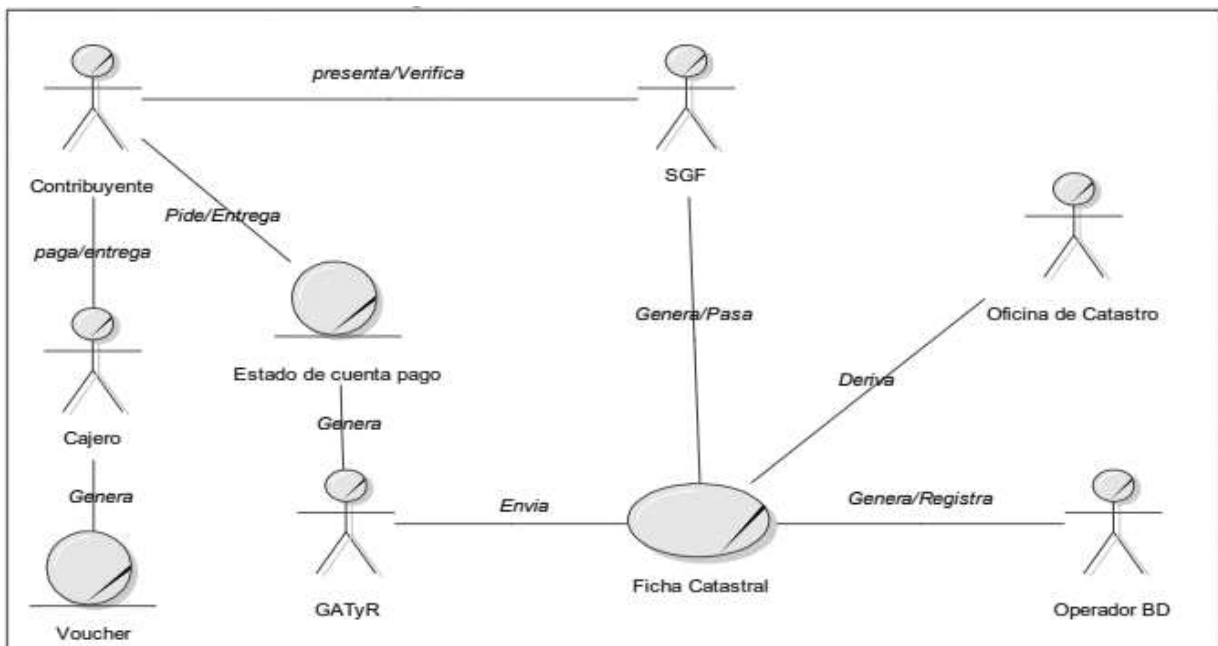 presenta/Verifica
Contribuyente
SGF
Pide/Entrega
paga/entrega
Genera/Pasa
Oficina de Catastro
Estado de cuenta pago
Deriva
Cajero
Genera
Genera
Envia
Genera/Registra
Ficha Catastral
GATyR
Operador BD
Voucher